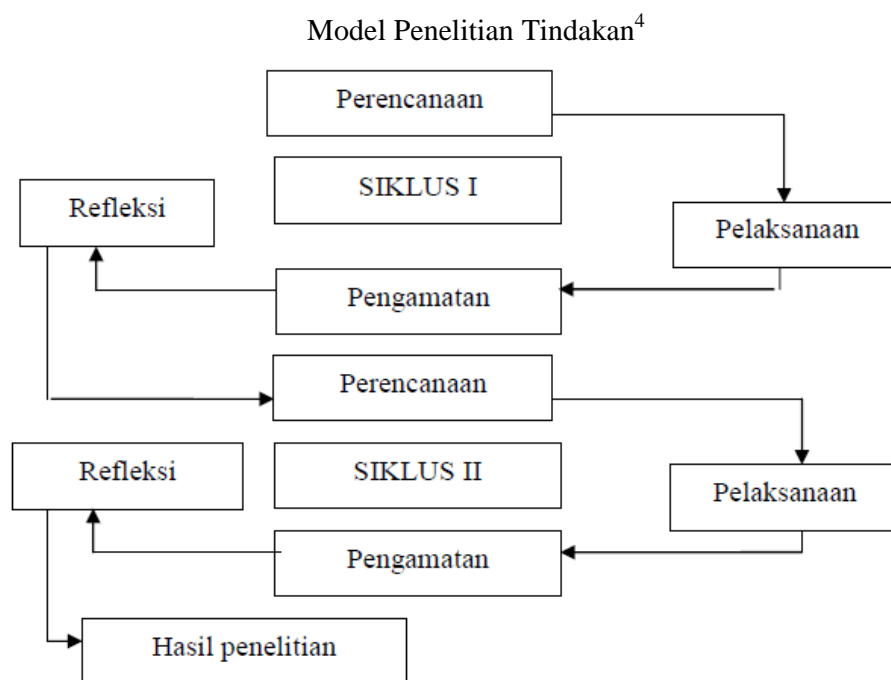 Model Penelitian Tindakan⁴
Perencanaan
SIKLUS I
Refleksi
Pelaksanaan
Pengamatan
Perencanaan
Refleksi
SIKLUS II
Pelaksanaan
Pengamatan
Hasil penelitian